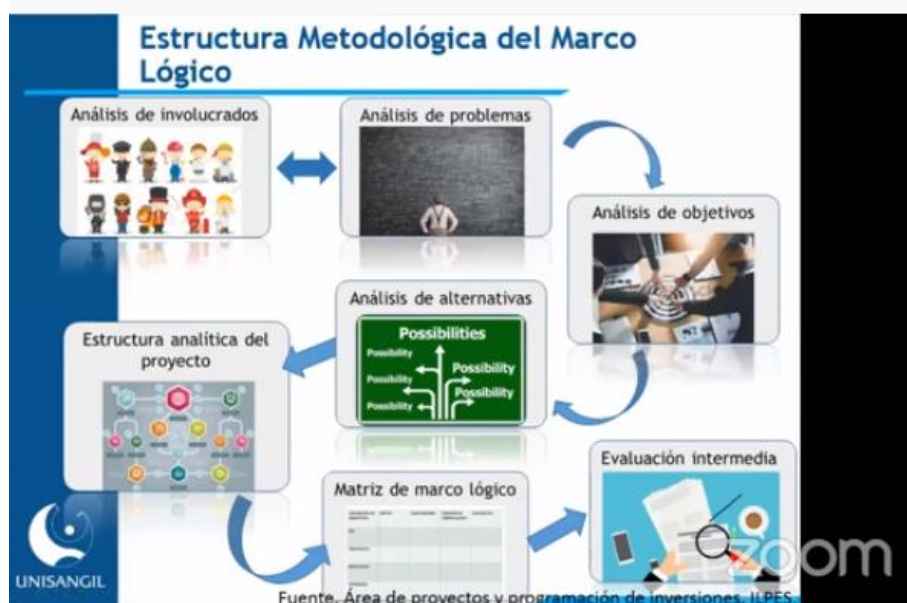 Estructura Metodológica del Marco
Lógico
Análisis de involucrados
Análisis de problemas
Análisis de objetivos
Análisis de alternativas
Possibilities
Possibility
Possibility
Possibility
Possibility
Possibility
Estructura analítica del
proyecto
Matriz de marco lógico
Evaluación intermedia
UNISANGIL
zoom
Fuente. Área de proyectos y programación de inversiones. ILPES